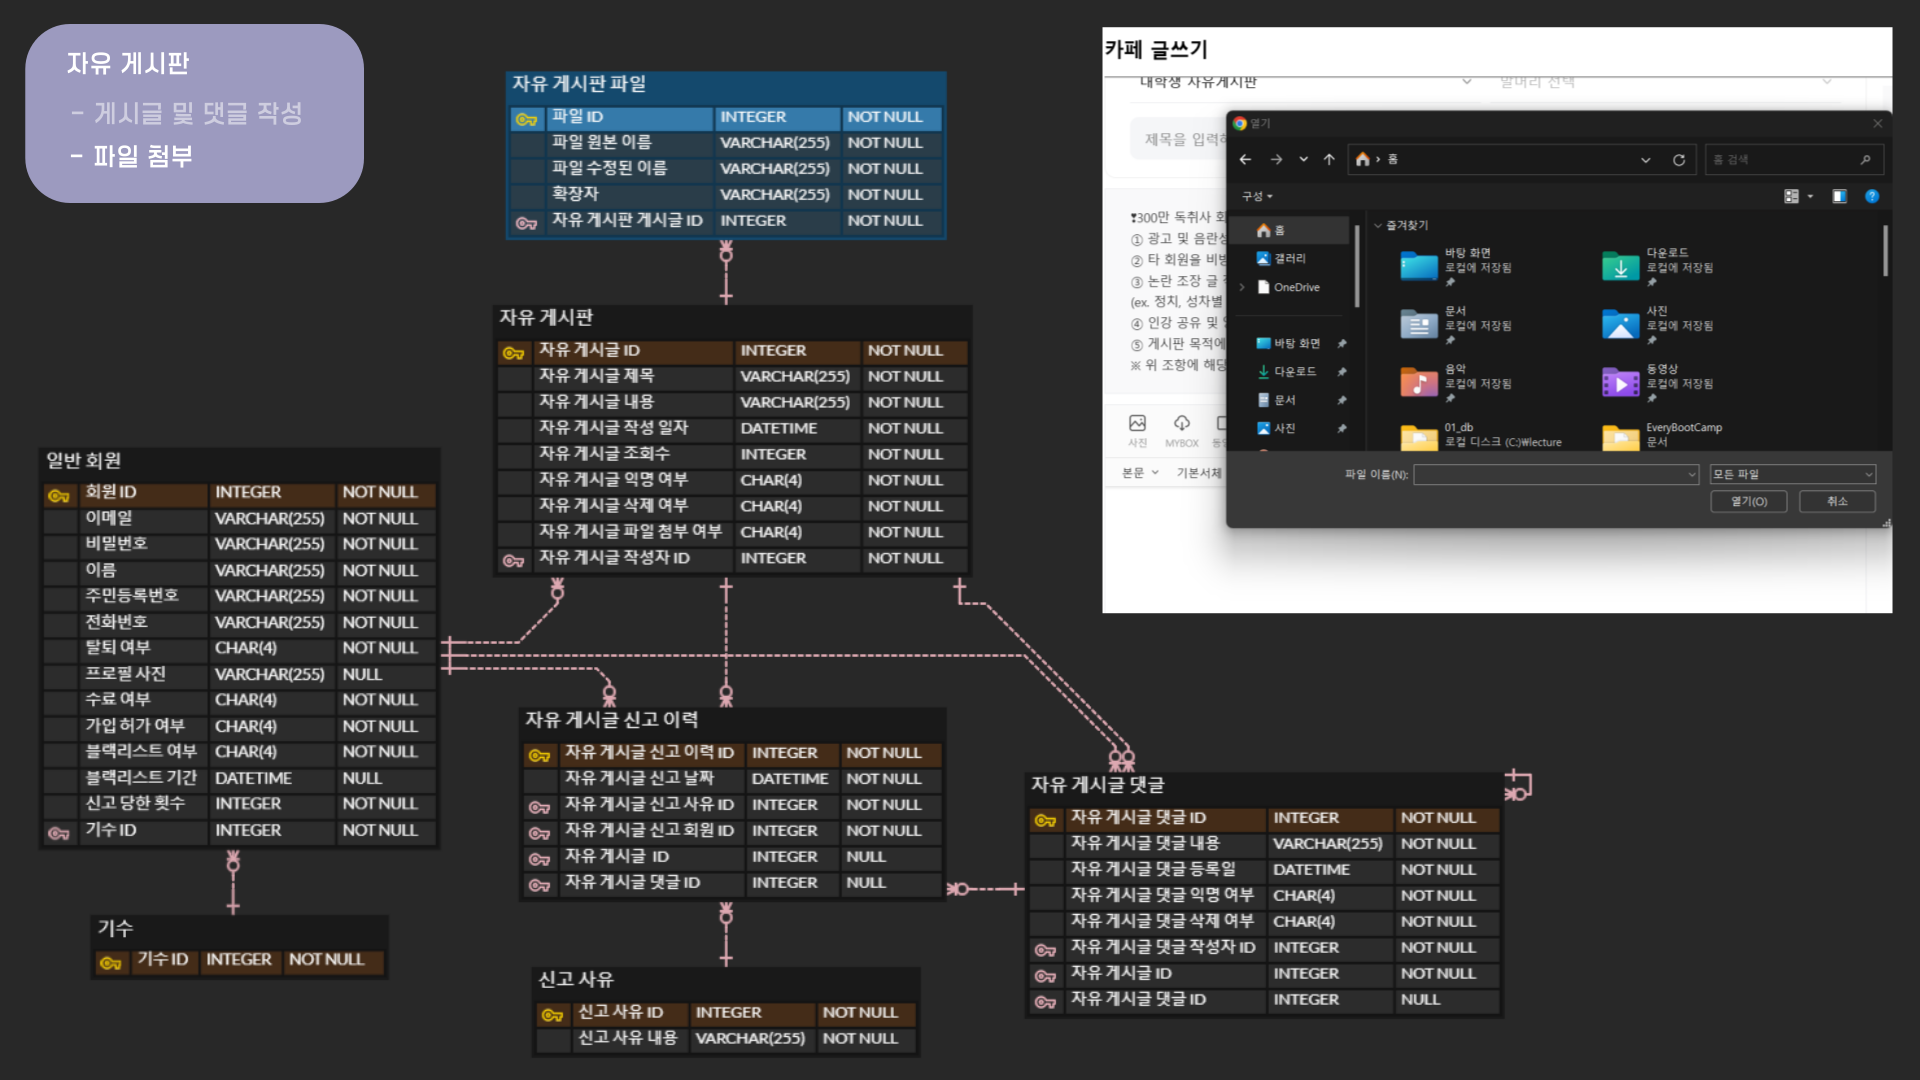 자유 게시판
- 게시글 및 댓글 작성
- 파일 첨부
자유 게시판 파일
파일 ID INTEGER NOT NULL
파일 원본 이름 VARCHAR(255) NOT NULL
파일 수정된 이름 VARCHAR(255) NOT NULL
확장자 VARCHAR(255) NOT NULL
자유 게시판 게시글 ID INTEGER NOT NULL
자유 게시판
자유 게시글 ID INTEGER NOT NULL
자유 게시글 제목 VARCHAR(255) NOT NULL
자유 게시글 내용 VARCHAR(255) NOT NULL
자유 게시글 작성 일자 DATETIME NOT NULL
자유 게시글 조회수 INTEGER NOT NULL
자유 게시글 익명 여부 CHAR(4) NOT NULL
자유 게시글 삭제 여부 CHAR(4) NOT NULL
자유 게시글 파일 첨부 여부 CHAR(4) NOT NULL
자유 게시글 작성자 ID INTEGER NOT NULL
일반 회원
회원 ID INTEGER NOT NULL
이메일 VARCHAR(255) NOT NULL
비밀번호 VARCHAR(255) NOT NULL
이름 VARCHAR(255) NOT NULL
주민등록번호 VARCHAR(255) NOT NULL
전화번호 VARCHAR(255) NOT NULL
탈퇴 여부 CHAR(4) NOT NULL
프로필 사진 VARCHAR(255) NULL
수료 여부 CHAR(4) NOT NULL
가입 허가 여부 CHAR(4) NOT NULL
블랙리스트 여부 CHAR(4) NOT NULL
블랙리스트 기간 DATETIME NULL
신고 당한 횟수 INTEGER NOT NULL
기수 ID INTEGER NOT NULL
기수
기수 ID INTEGER NOT NULL
자유 게시글 신고 이력
자유 게시글 신고 이력 ID INTEGER NOT NULL
자유 게시글 신고 날짜 DATETIME NOT NULL
자유 게시글 신고 사유 ID INTEGER NOT NULL
자유 게시글 신고 회원 ID INTEGER NOT NULL
자유 게시글 ID INTEGER NULL
자유 게시글 댓글 ID INTEGER NULL
신고 사유
신고 사유 ID INTEGER NOT NULL
신고 사유 내용 VARCHAR(255) NOT NULL
자유 게시글 댓글
자유 게시글 댓글 ID INTEGER NOT NULL
자유 게시글 댓글 내용 VARCHAR(255) NOT NULL
자유 게시글 댓글 등록일 DATETIME NOT NULL
자유 게시글 댓글 익명 여부 CHAR(4) NOT NULL
자유 게시글 댓글 삭제 여부 CHAR(4) NOT NULL
자유 게시글 댓글 작성자 ID INTEGER NOT NULL
자유 게시글 ID INTEGER NOT NULL
자유 게시글 댓글 ID INTEGER NULL
카페 글쓰기
대학생 자유게시판 말머리 선택
제목을 입력하
❣300만 독취사 회
① 광고 및 음란성
② 타 회원을 비방
③ 논란 조장 글
(ex. 정치, 성차별
④ 인강 공유 및
⑤ 게시판 목적에
※ 위 조항에 해당
사진 MYBOX
본문 기본서체
열기
홈
홈 검색
구성
홈
갤러리
OneDrive
바탕 화면
다운로드
문서
사진
즐겨찾기
바탕 화면
로컬에 저장됨
다운로드
로컬에 저장됨
문서
로컬에 저장됨
사진
로컬에 저장됨
음악
로컬에 저장됨
동영상
로컬에 저장됨
01_db
로컬 디스크 (C:)₩lecture
EveryBootCamp
문서
파일 이름(N): 모든 파일
열기(O) 취소